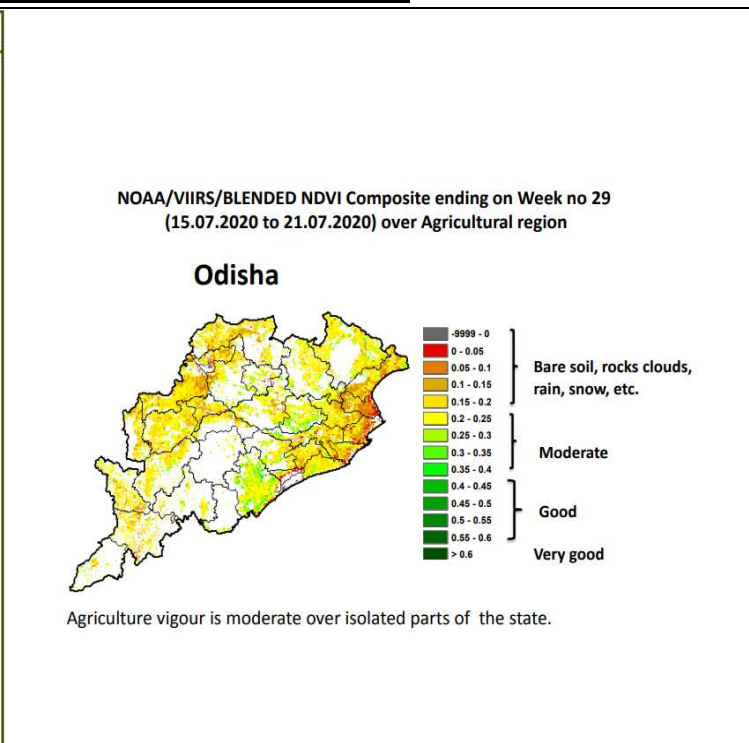 NOAA/VIIRS/BLENDED NDVI Composite ending on Week no 29
(15.07.2020 to 21.07.2020) over Agricultural region
Odisha
-9999 - 0
0 - 0.05
0.05 - 0.1
0.1 - 0.15
0.15 - 0.2
0.2 - 0.25
0.25 - 0.3
0.3 - 0.35
0.35 - 0.4
0.4 - 0.45
0.45 - 0.5
0.5 - 0.55
0.55 - 0.6
> 0.6
Bare soil, rocks clouds,
rain, snow, etc.
Moderate
Good
Very good
Agriculture vigour is moderate over isolated parts of the state.